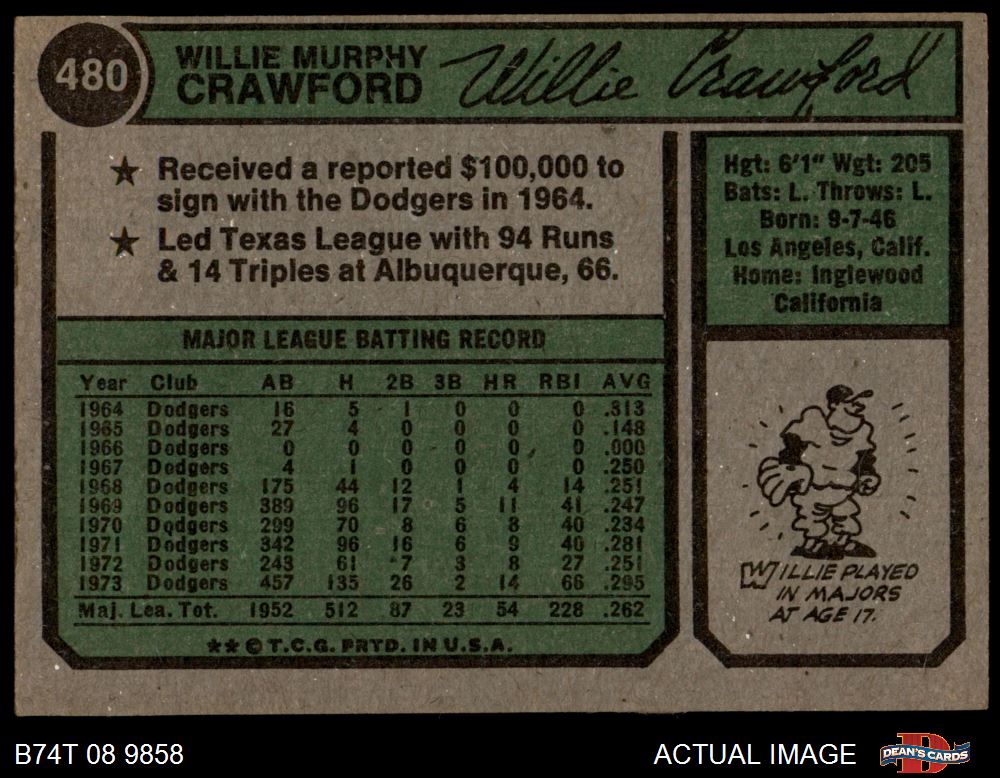 480
WILLIE MURPHY
CRAWFORD
Willie Crawford
★ Received a reported $100,000 to
sign with the Dodgers in 1964.
★ Led Texas League with 94 Runs
& 14 Triples at Albuquerque, 66.
Hgt: 6'1" Wgt: 205
Bats: L. Throws: L.
Born: 9-7-46
Los Angeles, Calif.
Home: Inglewood
California
MAJOR LEAGUE BATTING RECORD
Year Club AB H 2B 3B HR RBI AVG
1964 Dodgers 16 5 1 0 0 0 .313
1965 Dodgers 27 4 0 0 0 0 .148
1966 Dodgers 0 0 0 0 0 0 .000
1967 Dodgers 4 1 0 0 0 0 .250
1968 Dodgers 175 44 12 1 4 14 .251
1969 Dodgers 389 96 17 5 11 41 .247
1970 Dodgers 299 70 8 6 8 40 .234
1971 Dodgers 342 96 16 6 9 40 .281
1972 Dodgers 243 61 7 3 8 27 .251
1973 Dodgers 457 135 26 2 14 66 .295
Maj. Lea. Tot. 1952 512 87 23 54 228 .262
** © T.C.G. PRTD. IN U.S.A.
WILLIE PLAYED
IN MAJORS
AT AGE 17.
B74T 08 9858
ACTUAL IMAGE
DEAN'S CARDS